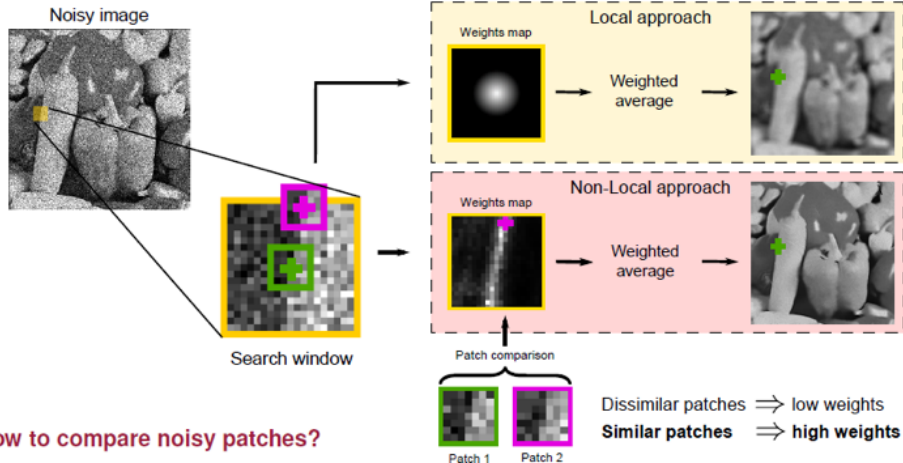 Noisy image
Local approach
Weights map
Weighted
average
Non-Local approach
Weights map
Weighted
average
Search window
Patch comparison
Dissimilar patches ⇒ low weights
Similar patches ⇒ high weights
ow to compare noisy patches?
Patch 1 Patch 2